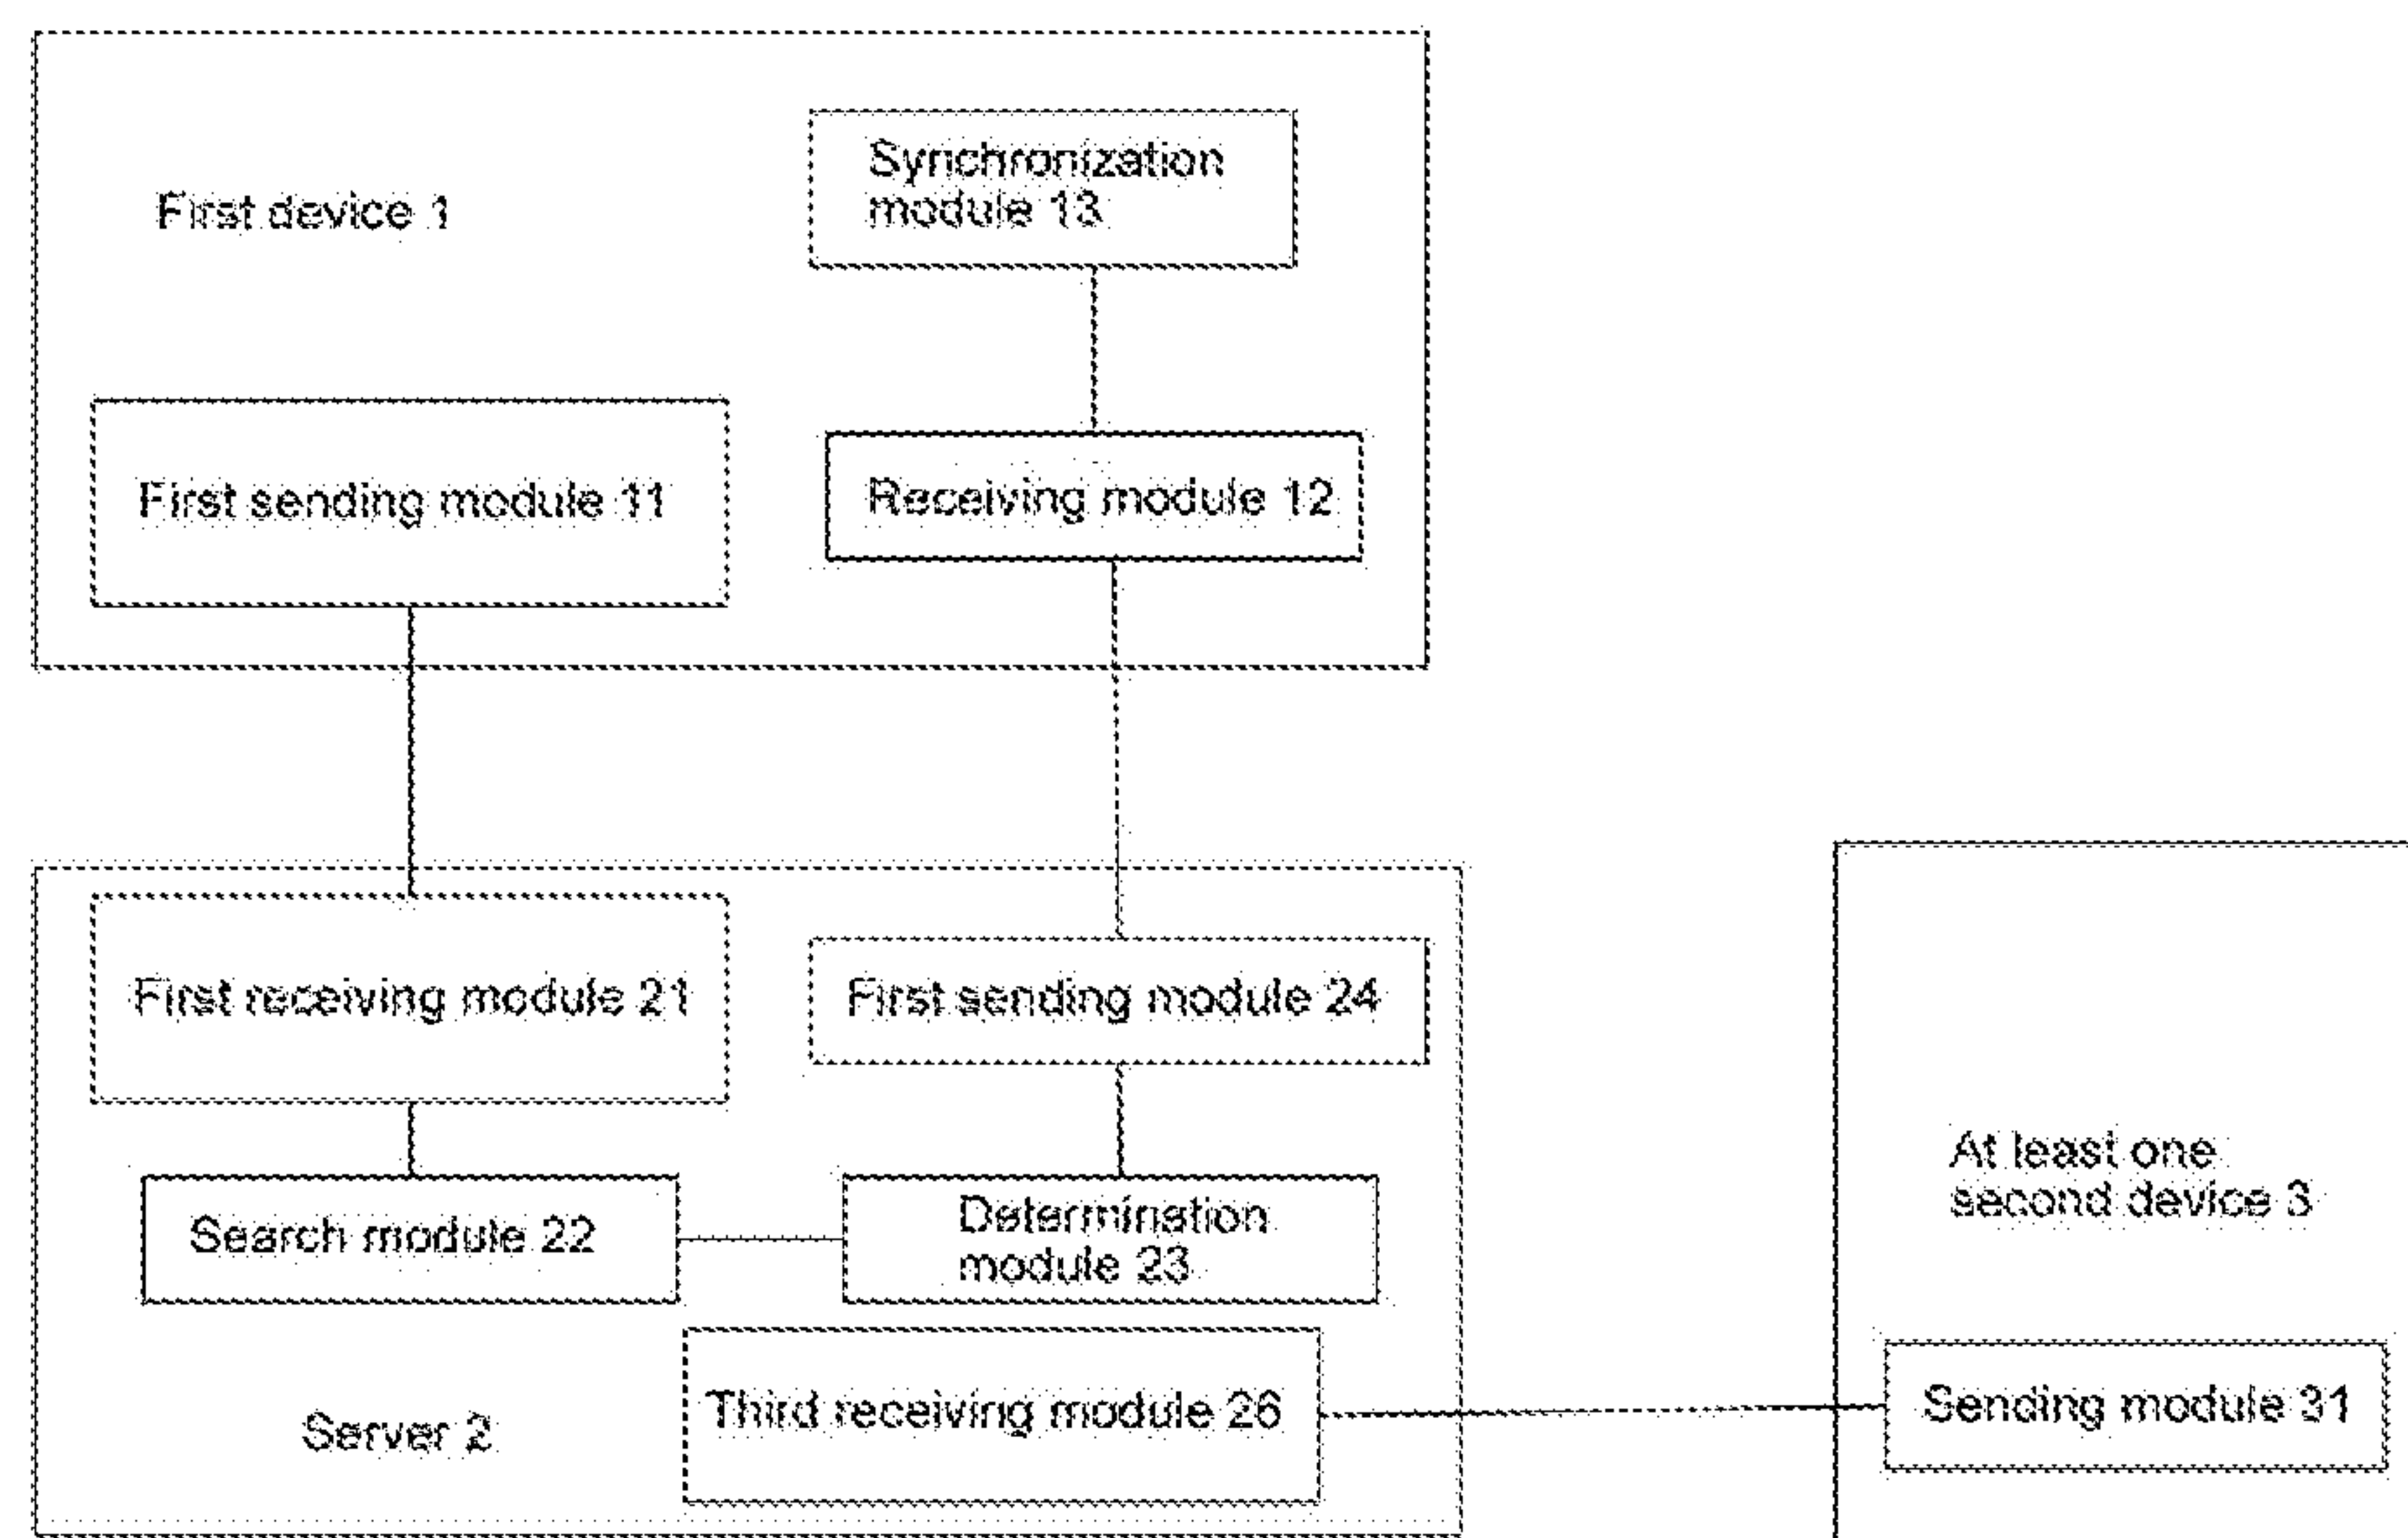 First device 1
Synchronization
module 13
First sending module 11
Receiving module 12
First receiving module 21
First sending module 24
Search module 22
Determination
module 23
Server 2
Third receiving module 26
At least one
second device 3
Sending module 31